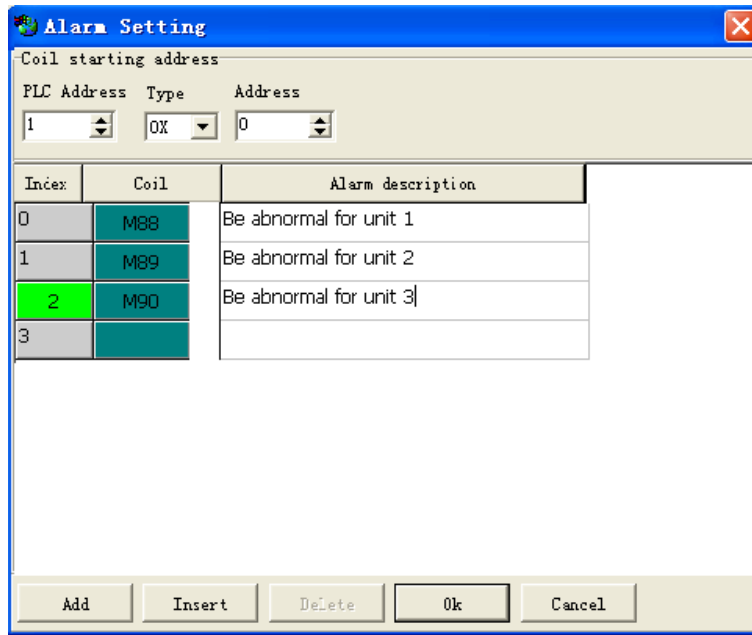 Alarm Setting
Coil starting address
PLC Address Type Address
1 0X 0
Index Coil Alarm description
0 M88 Be abnormal for unit 1
1 M89 Be abnormal for unit 2
2 M90 Be abnormal for unit 3
3
Add Insert Delete Ok Cancel